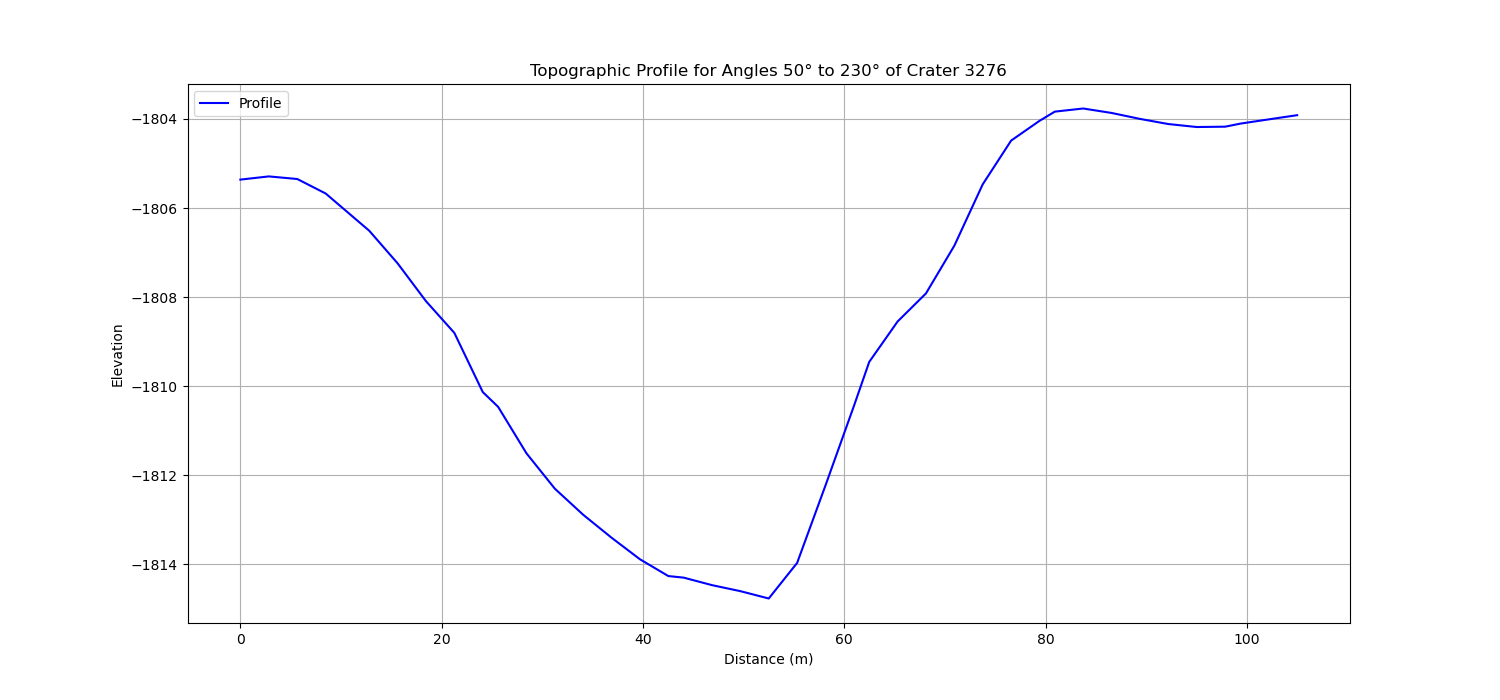 Topographic Profile for Angles 50° to 230° of Crater 3276
Profile
−1804
−1806
−1808
−1810
−1812
−1814
Elevation
0 20 40 60 80 100
Distance (m)